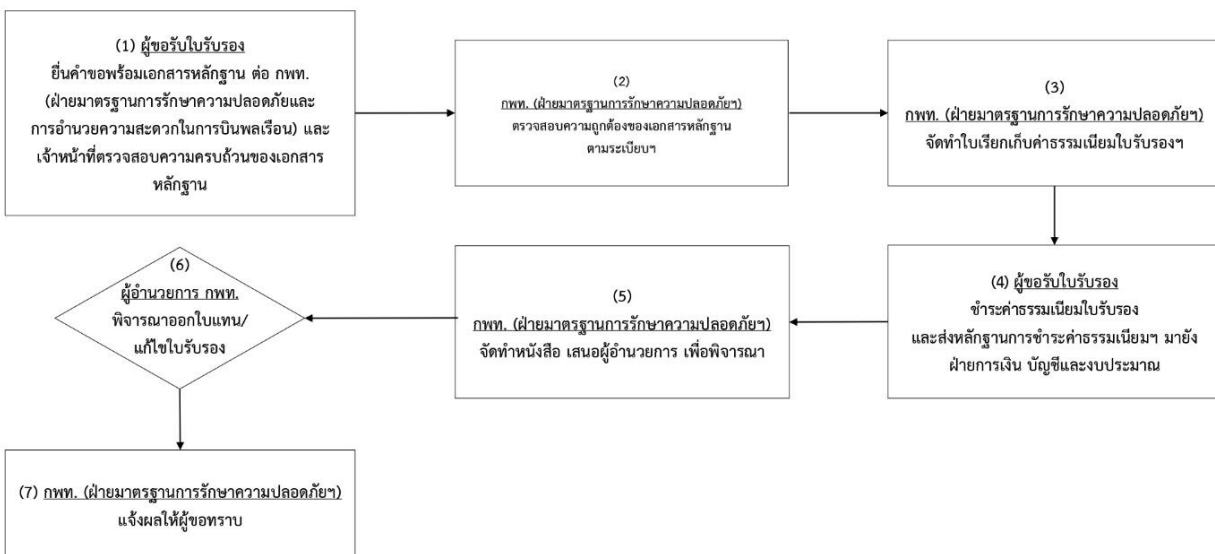 (1) ผู้ขอรับใบรับรอง
ยื่นคำขอพร้อมเอกสารหลักฐาน ต่อ กพท.
(ฝ่ายมาตรฐานการรักษาความปลอดภัยและ
การอำนวยความสะดวกในการบินพลเรือน) และ
เจ้าหน้าที่ตรวจสอบความครบถ้วนของเอกสาร
หลักฐาน
(2)
กพท. (ฝ่ายมาตรฐานการรักษาความปลอดภัยฯ)
ตรวจสอบความถูกต้องของเอกสารหลักฐาน
ตามระเบียบฯ
(3)
กพท. (ฝ่ายมาตรฐานการรักษาความปลอดภัยฯ)
จัดทำใบเรียกเก็บค่าธรรมเนียมใบรับรองฯ
(4) ผู้ขอรับใบรับรอง
ชำระค่าธรรมเนียมใบรับรอง
และส่งหลักฐานการชำระค่าธรรมเนียมฯ มายัง
ฝ่ายการเงิน บัญชีและงบประมาณ
(5)
กพท. (ฝ่ายมาตรฐานการรักษาความปลอดภัยฯ)
จัดทำหนังสือ เสนอผู้อำนวยการ เพื่อพิจารณา
(6)
ผู้อำนวยการ กพท.
พิจารณาออกใบแทน/
แก้ไขใบรับรอง
(7) กพท. (ฝ่ายมาตรฐานการรักษาความปลอดภัยฯ)
แจ้งผลให้ผู้ขอทราบ